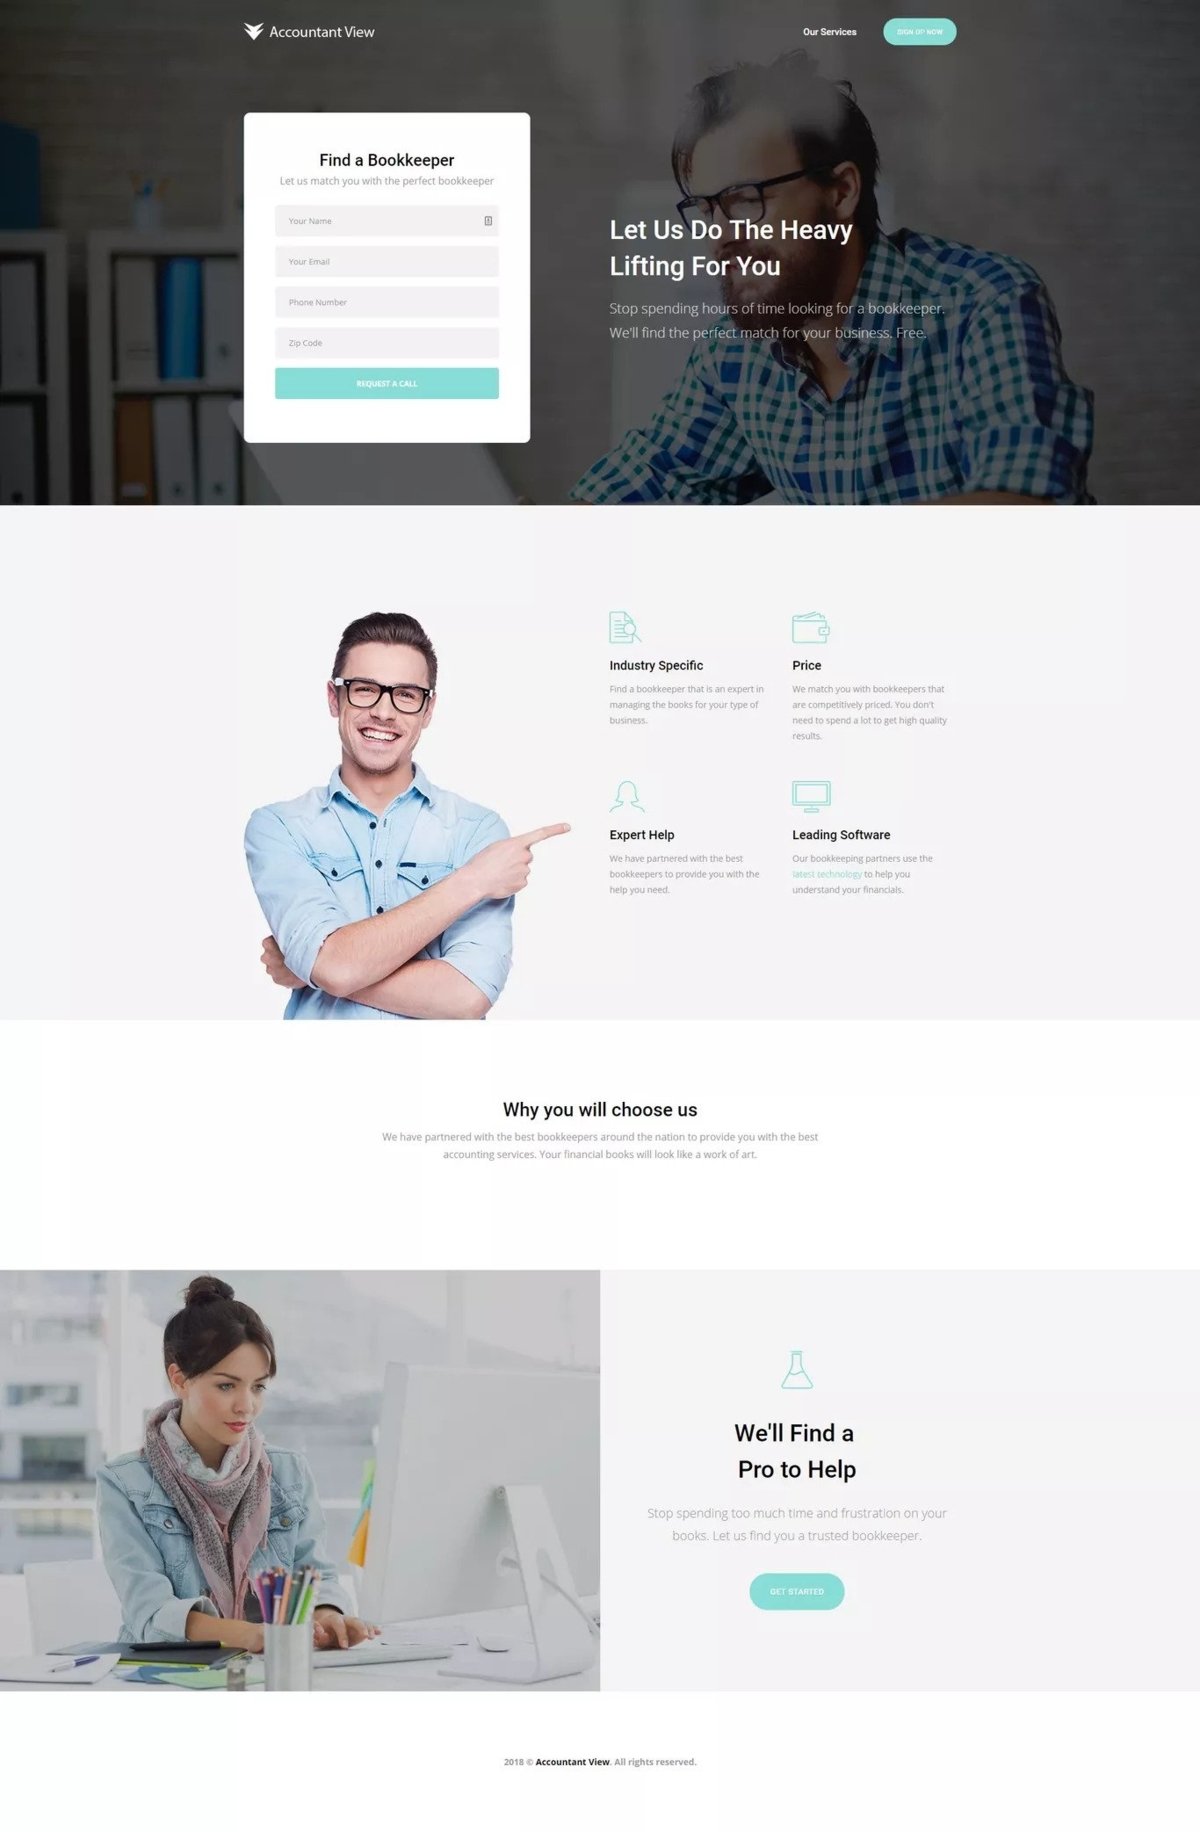 Accountant View
Our Services
SIGN UP NOW
Find a Bookkeeper
Let us match you with the perfect bookkeeper
Your Name
Your Email
Phone Number
Zip Code
REQUEST A CALL
Let Us Do The Heavy
Lifting For You
Stop spending hours of time looking for a bookkeeper.
We'll find the perfect match for your business. Free.
Industry Specific
Find a bookkeeper that is an expert in
managing the books for your type of
business.
Price
We match you with bookkeepers that
are competitively priced. You don't
need to spend a lot to get high quality
results.
Expert Help
We have partnered with the best
bookkeepers to provide you with the
help you need.
Leading Software
Our bookkeeping partners use the
latest technology to help you
understand your financials.
Why you will choose us
We have partnered with the best bookkeepers around the nation to provide you with the best
accounting services. Your financial books will look like a work of art.
We'll Find a
Pro to Help
Stop spending too much time and frustration on your
books. Let us find you a trusted bookkeeper.
GET STARTED
2018 © Accountant View. All rights reserved.